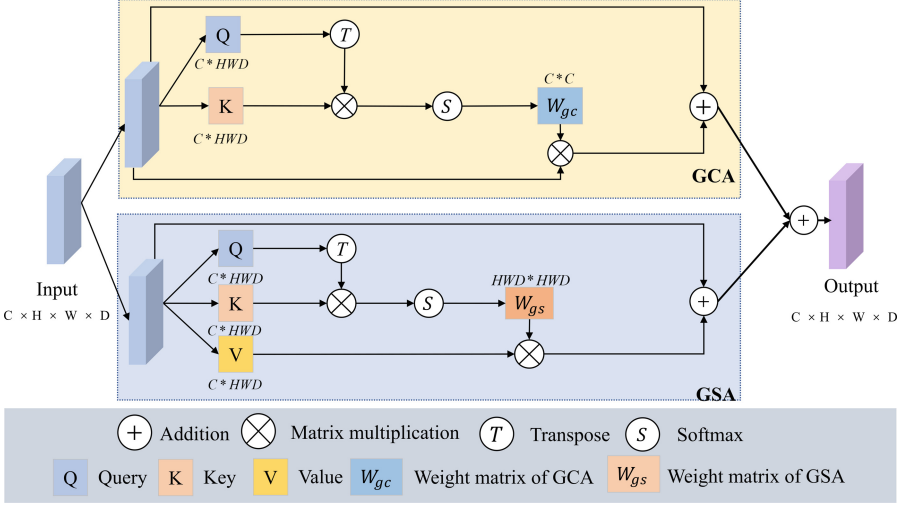 Q
T
C * HWD
C * C
K
S
W_gc
+
C * HWD
GCA
Input
C × H × W × D
Q
T
C * HWD
HWD * HWD
K
S
W_gs
+
+
C * HWD
V
C * HWD
GSA
Output
C × H × W × D
+ Addition Matrix multiplication T Transpose S Softmax
Q Query K Key V Value W_gc Weight matrix of GCA W_gs Weight matrix of GSA